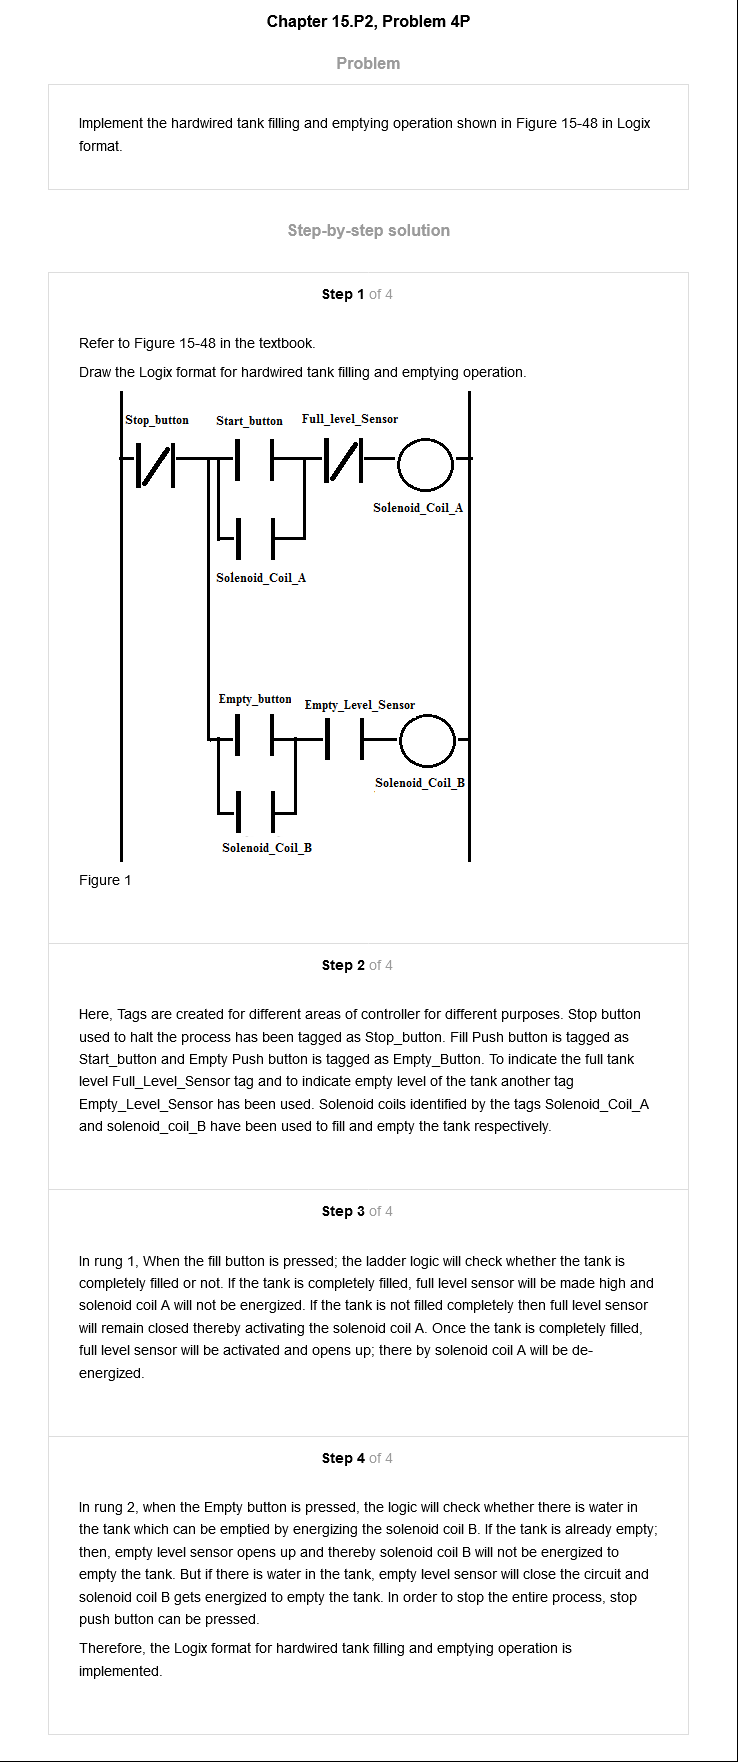 Chapter 15.P2, Problem 4P
Problem
Implement the hardwired tank filling and emptying operation shown in Figure 15-48 in Logix
format.
Step-by-step solution
Step 1 of 4
Refer to Figure 15-48 in the textbook.
Draw the Logix format for hardwired tank filling and emptying operation.
Stop_button Start_button Full_level_Sensor
Solenoid_Coil_A
Solenoid_Coil_A
Empty_button Empty_Level_Sensor
Solenoid_Coil_B
Solenoid_Coil_B
Figure 1
Step 2 of 4
Here, Tags are created for different areas of controller for different purposes. Stop button
used to halt the process has been tagged as Stop_button. Fill Push button is tagged as
Start_button and Empty Push button is tagged as Empty_Button. To indicate the full tank
level Full_Level_Sensor tag and to indicate empty level of the tank another tag
Empty_Level_Sensor has been used. Solenoid coils identified by the tags Solenoid_Coil_A
and solenoid_coil_B have been used to fill and empty the tank respectively.
Step 3 of 4
In rung 1, When the fill button is pressed; the ladder logic will check whether the tank is
completely filled or not. If the tank is completely filled, full level sensor will be made high and
solenoid coil A will not be energized. If the tank is not filled completely then full level sensor
will remain closed thereby activating the solenoid coil A. Once the tank is completely filled,
full level sensor will be activated and opens up; there by solenoid coil A will be de-
energized.
Step 4 of 4
In rung 2, when the Empty button is pressed, the logic will check whether there is water in
the tank which can be emptied by energizing the solenoid coil B. If the tank is already empty;
then, empty level sensor opens up and thereby solenoid coil B will not be energized to
empty the tank. But if there is water in the tank, empty level sensor will close the circuit and
solenoid coil B gets energized to empty the tank. In order to stop the entire process, stop
push button can be pressed.
Therefore, the Logix format for hardwired tank filling and emptying operation is
implemented.